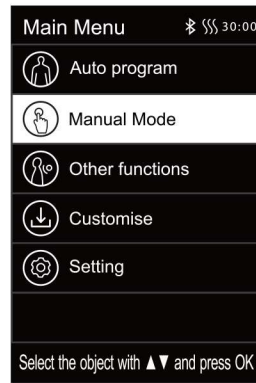 Main Menu 30:00
Auto program
Manual Mode
Other functions
Customise
Setting
Select the object with ▲▼ and press OK